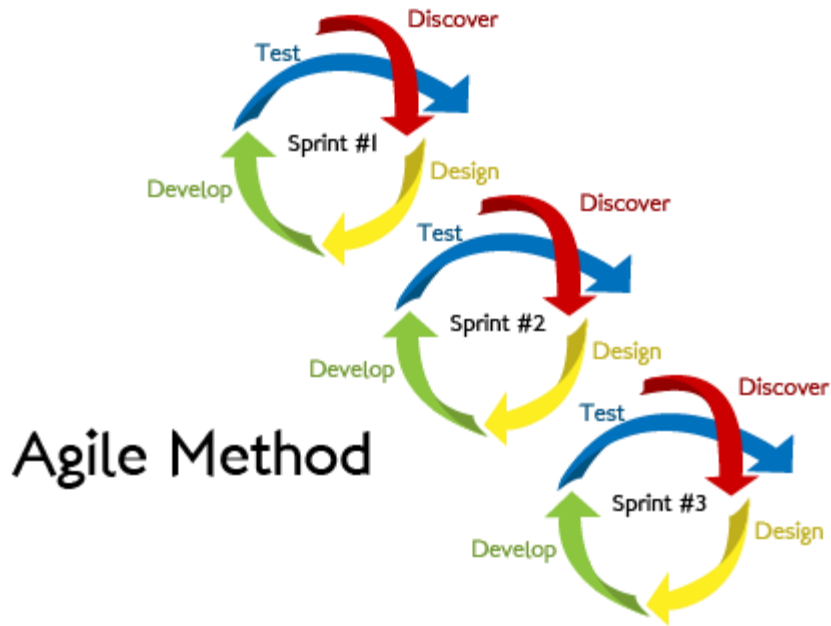 Discover
Test
Sprint #1
Design
Develop
Discover
Test
Sprint #2
Design
Develop
Discover
Test
Agile Method
Sprint #3
Design
Develop